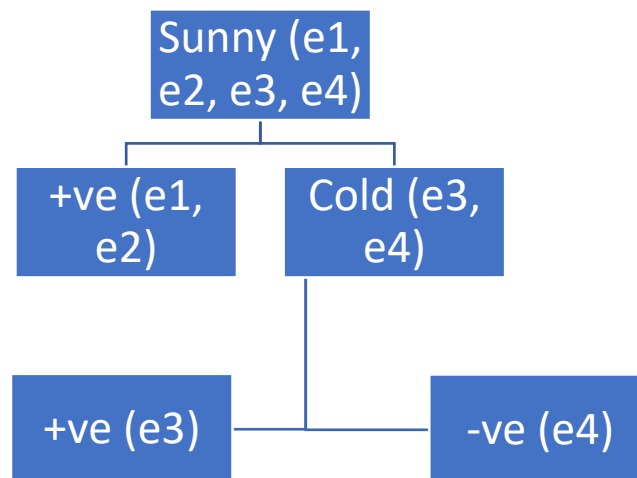 Sunny (e1,
e2, e3, e4)
+ve (e1,
e2)
Cold (e3,
e4)
+ve (e3)
-ve (e4)